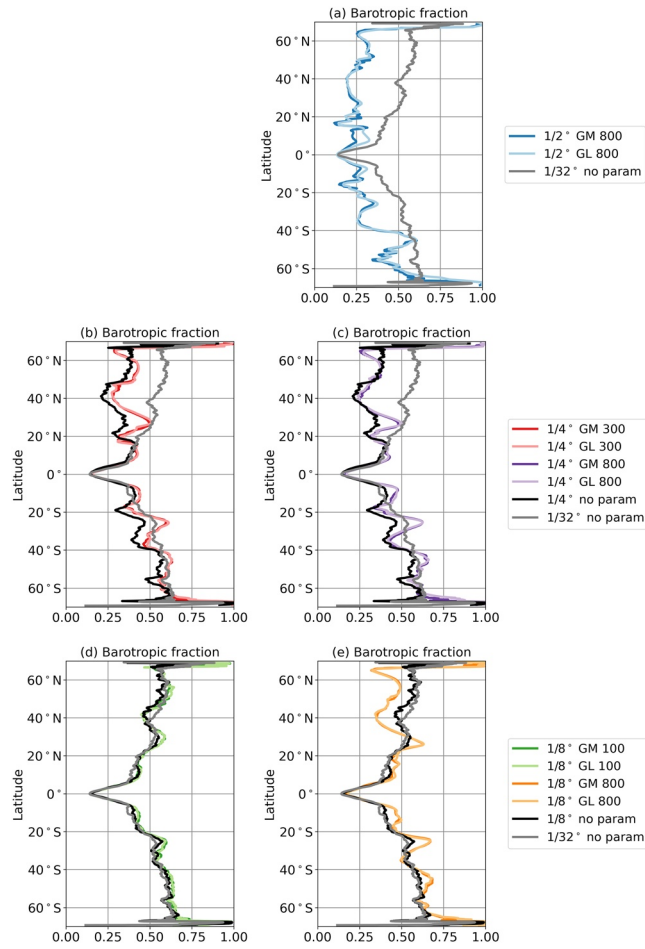 (a) Barotropic fraction
60°N
40°N
20°N
0°
20°S
40°S
60°S
Latitude
0.00 0.25 0.50 0.75 1.00
1/2° GM 800
1/2° GL 800
1/32° no param
(b) Barotropic fraction
60°N
40°N
20°N
0°
20°S
40°S
60°S
Latitude
0.00 0.25 0.50 0.75 1.00
(c) Barotropic fraction
60°N
40°N
20°N
0°
20°S
40°S
60°S
Latitude
0.00 0.25 0.50 0.75 1.00
1/4° GM 300
1/4° GL 300
1/4° GM 800
1/4° GL 800
1/4° no param
1/32° no param
(d) Barotropic fraction
60°N
40°N
20°N
0°
20°S
40°S
60°S
Latitude
0.00 0.25 0.50 0.75 1.00
(e) Barotropic fraction
60°N
40°N
20°N
0°
20°S
40°S
60°S
Latitude
0.00 0.25 0.50 0.75 1.00
1/8° GM 100
1/8° GL 100
1/8° GM 800
1/8° GL 800
1/8° no param
1/32° no param